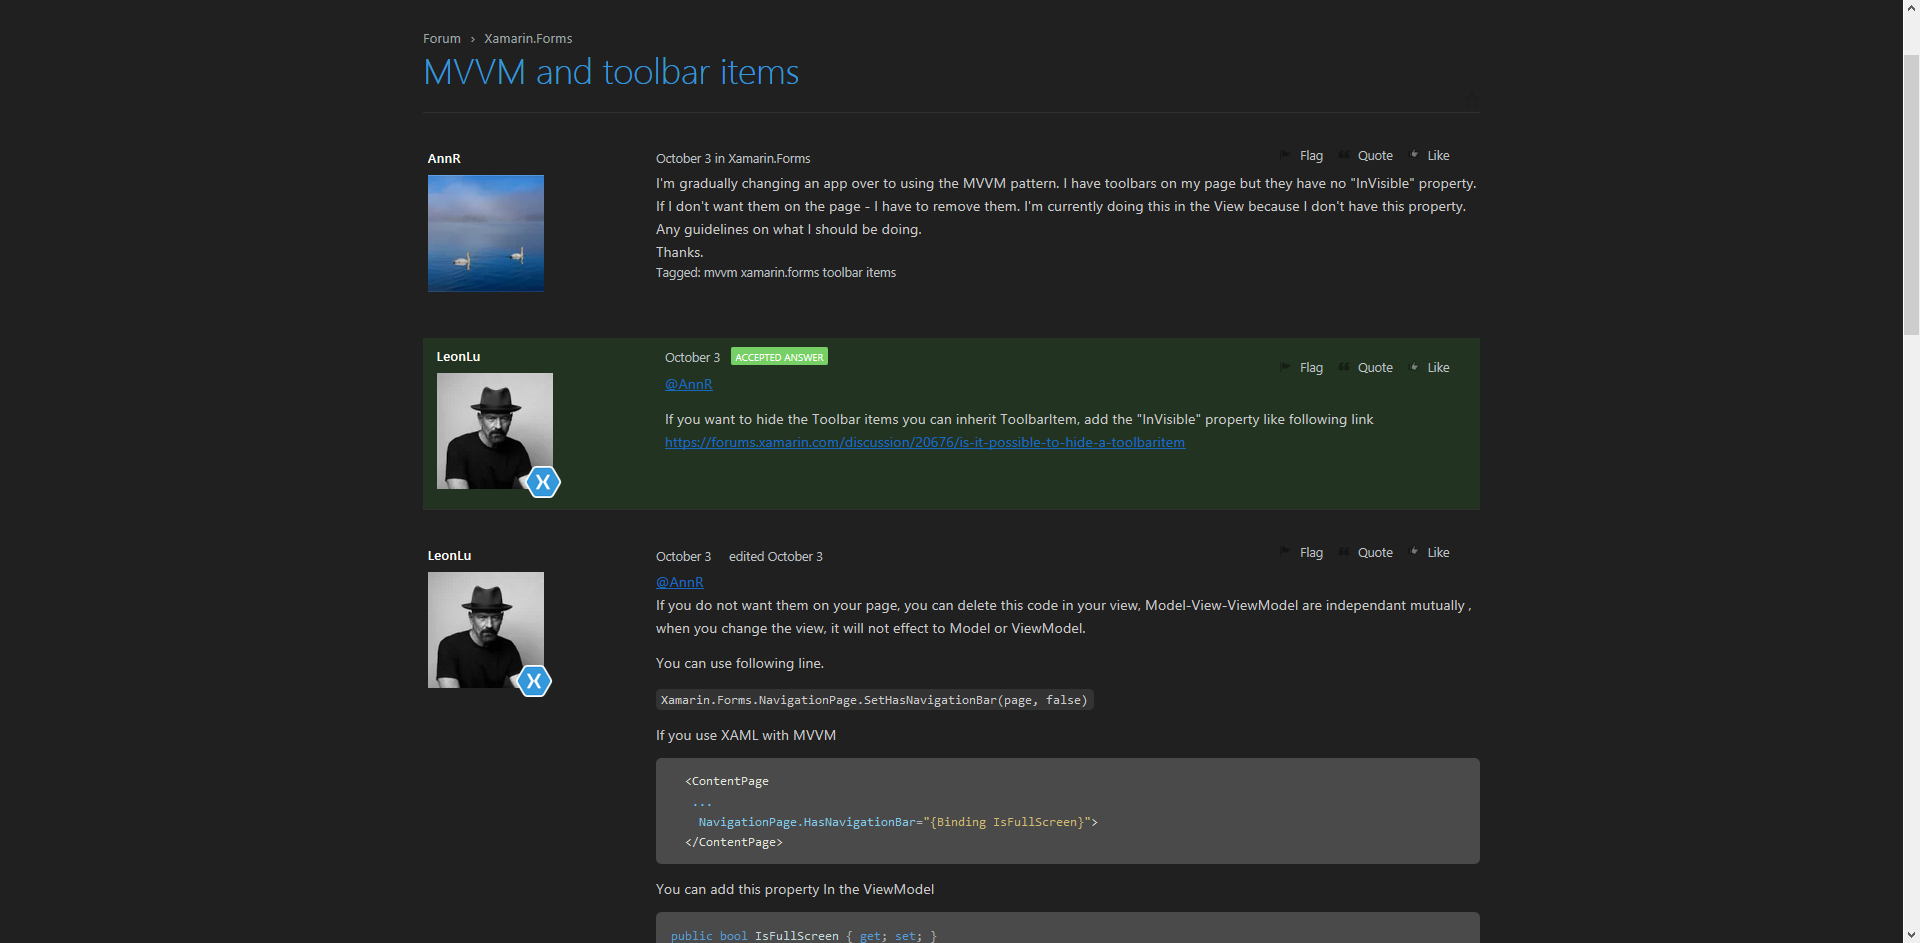 Forum › Xamarin.Forms
MVVM and toolbar items
AnnR
October 3 in Xamarin.Forms
Flag Quote Like
I'm gradually changing an app over to using the MVVM pattern. I have toolbars on my page but they have no "InVisible" property.
If I don't want them on the page - I have to remove them. I'm currently doing this in the View because I don't have this property.
Any guidelines on what I should be doing.
Thanks.
Tagged: mvvm xamarin.forms toolbar items
LeonLu
October 3 ACCEPTED ANSWER
Flag Quote Like
@AnnR
If you want to hide the Toolbar items you can inherit ToolbarItem, add the "InVisible" property like following link
https://forums.xamarin.com/discussion/20676/is-it-possible-to-hide-a-toolbaritem
LeonLu
October 3 edited October 3
Flag Quote Like
@AnnR
If you do not want them on your page, you can delete this code in your view, Model-View-ViewModel are independant mutually ,
when you change the view, it will not effect to Model or ViewModel.
You can use following line.
Xamarin.Forms.NavigationPage.SetHasNavigationBar(page, false)
If you use XAML with MVVM
<ContentPage
...
NavigationPage.HasNavigationBar="{Binding IsFullScreen}">
</ContentPage>
You can add this property In the ViewModel
public bool IsFullScreen { get; set; }